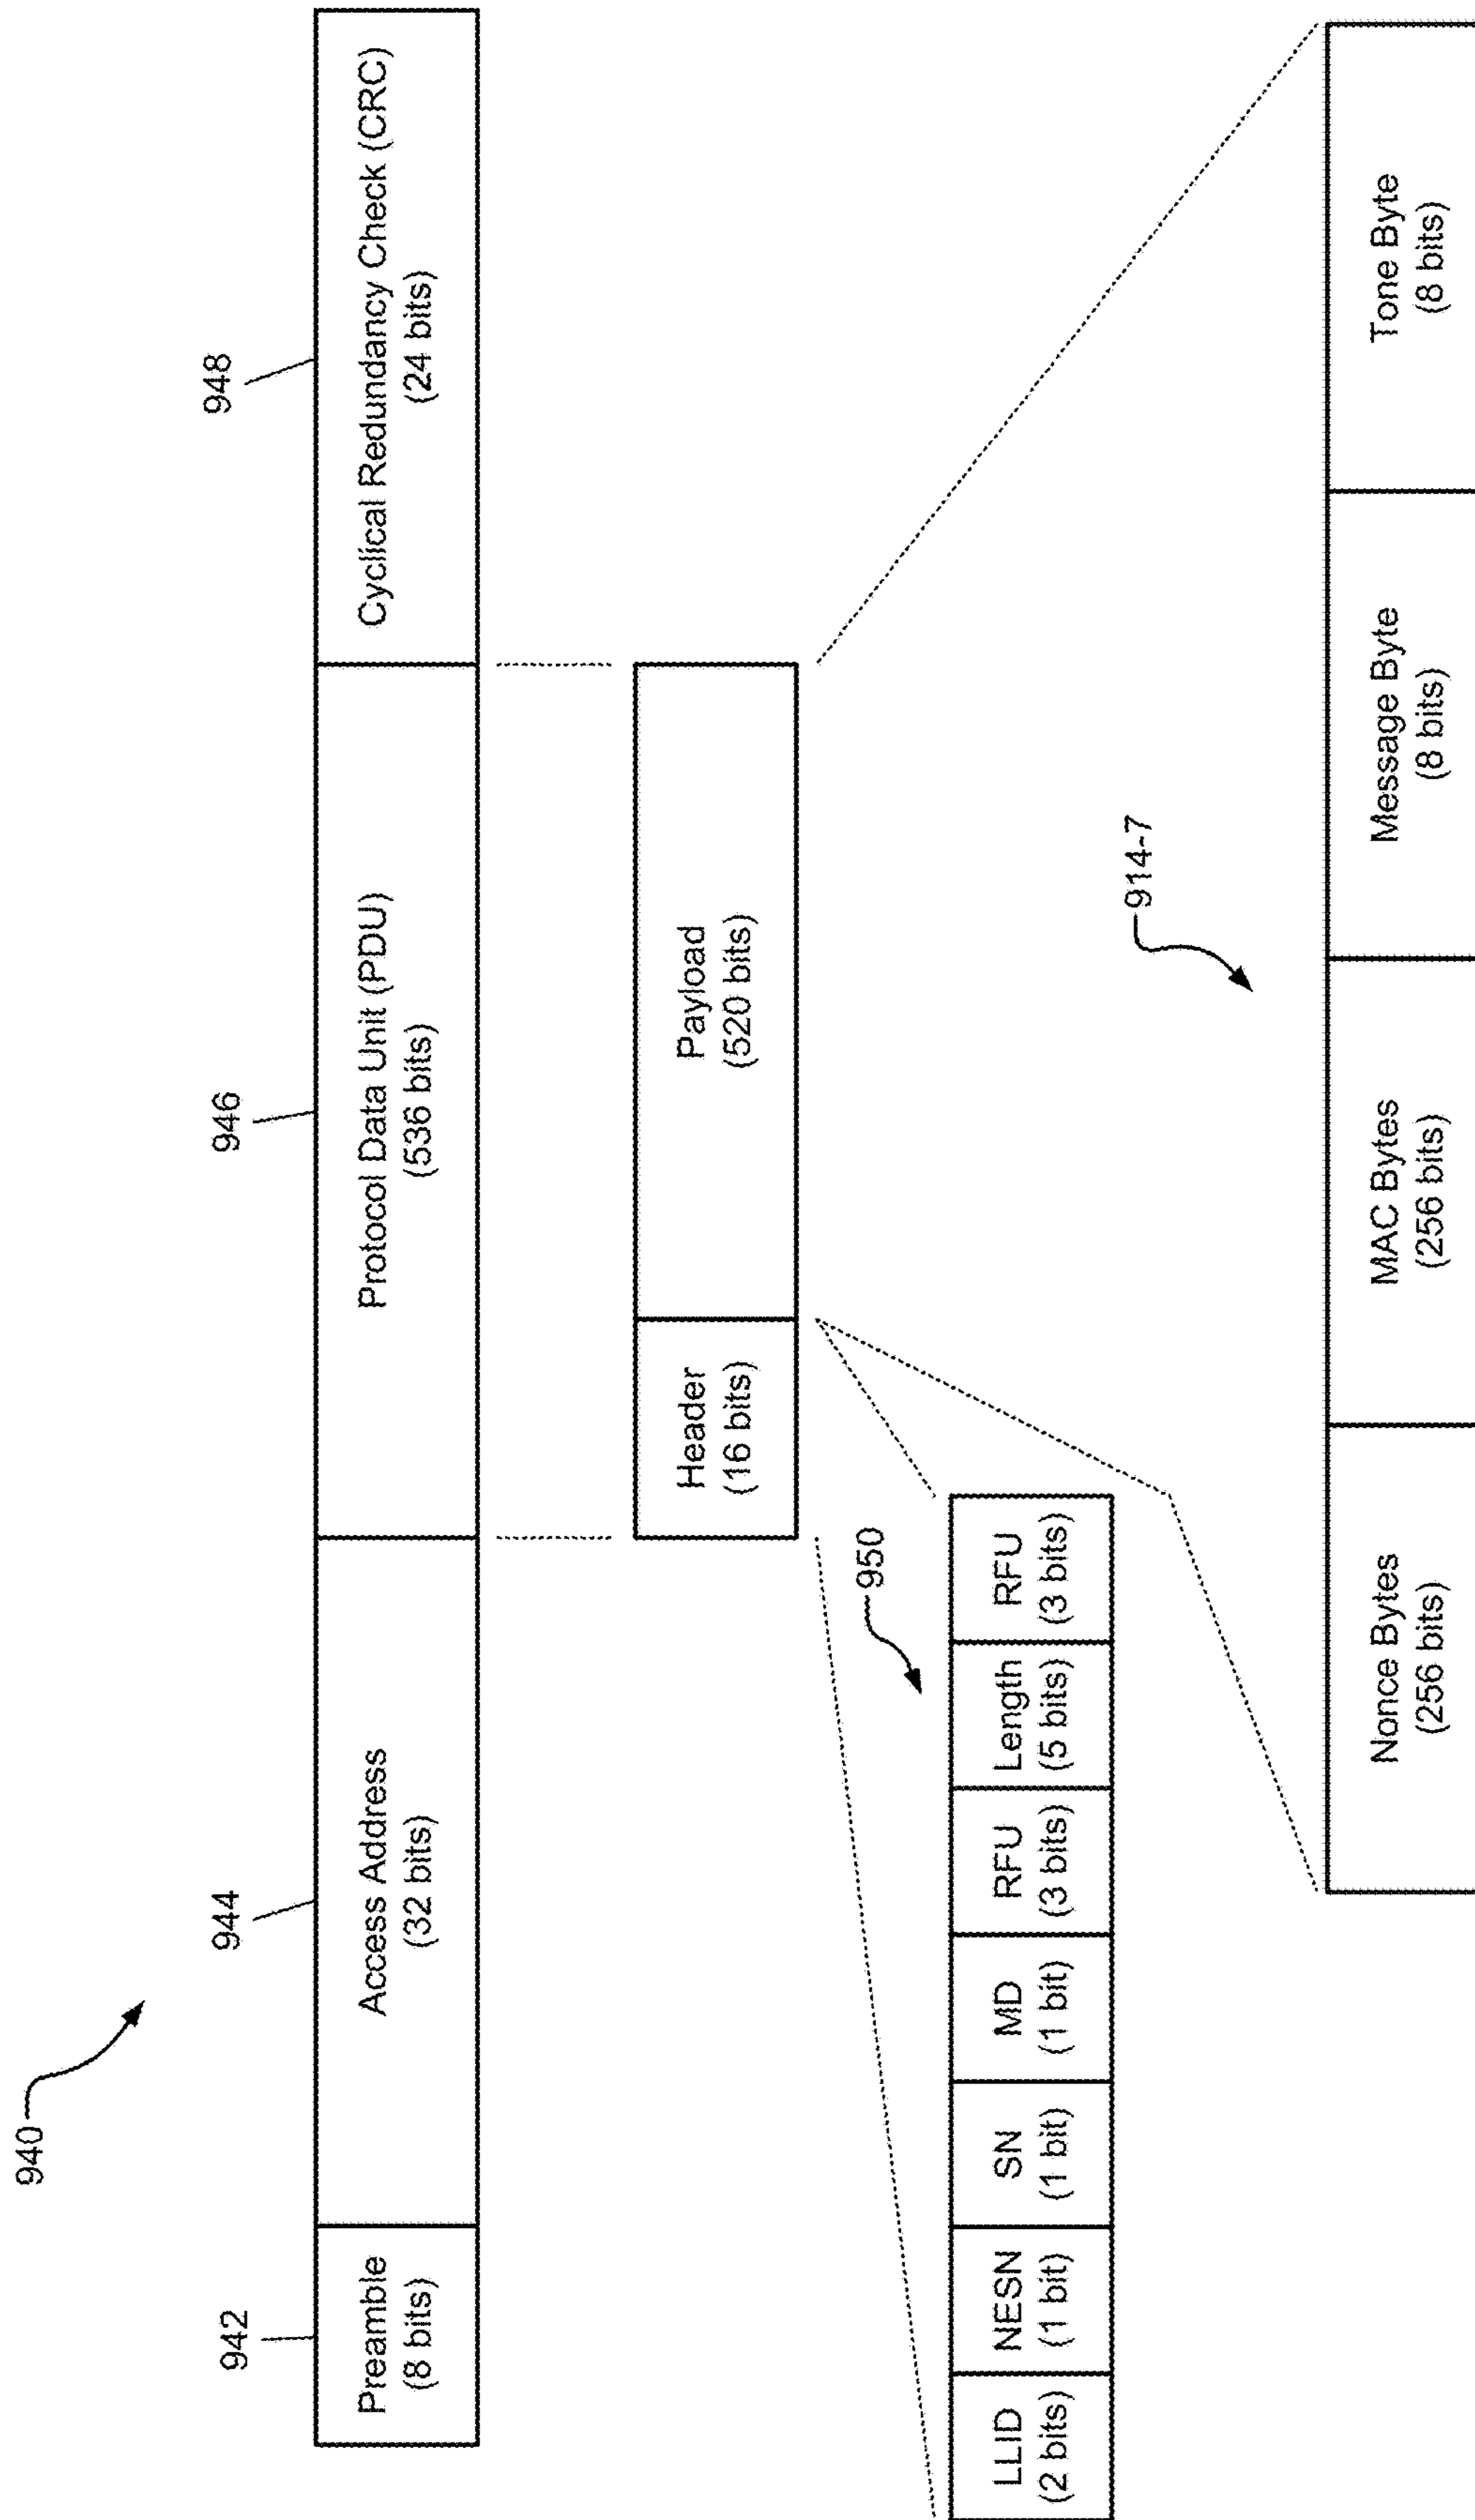 940
942
944
946
948
Preamble
(8 bits)
Access Address
(32 bits)
Protocol Data Unit (PDU)
(536 bits)
Cyclical Redundancy Check (CRC)
(24 bits)
Header
(16 bits)
Payload
(520 bits)
950
LLID
(2 bits)
NESN
(1 bit)
SN
(1 bit)
MD
(1 bit)
RFU
(3 bits)
Length
(5 bits)
RFU
(3 bits)
914-7
Nonce Bytes
(256 bits)
MAC Bytes
(256 bits)
Message Byte
(8 bits)
Tone Byte
(8 bits)